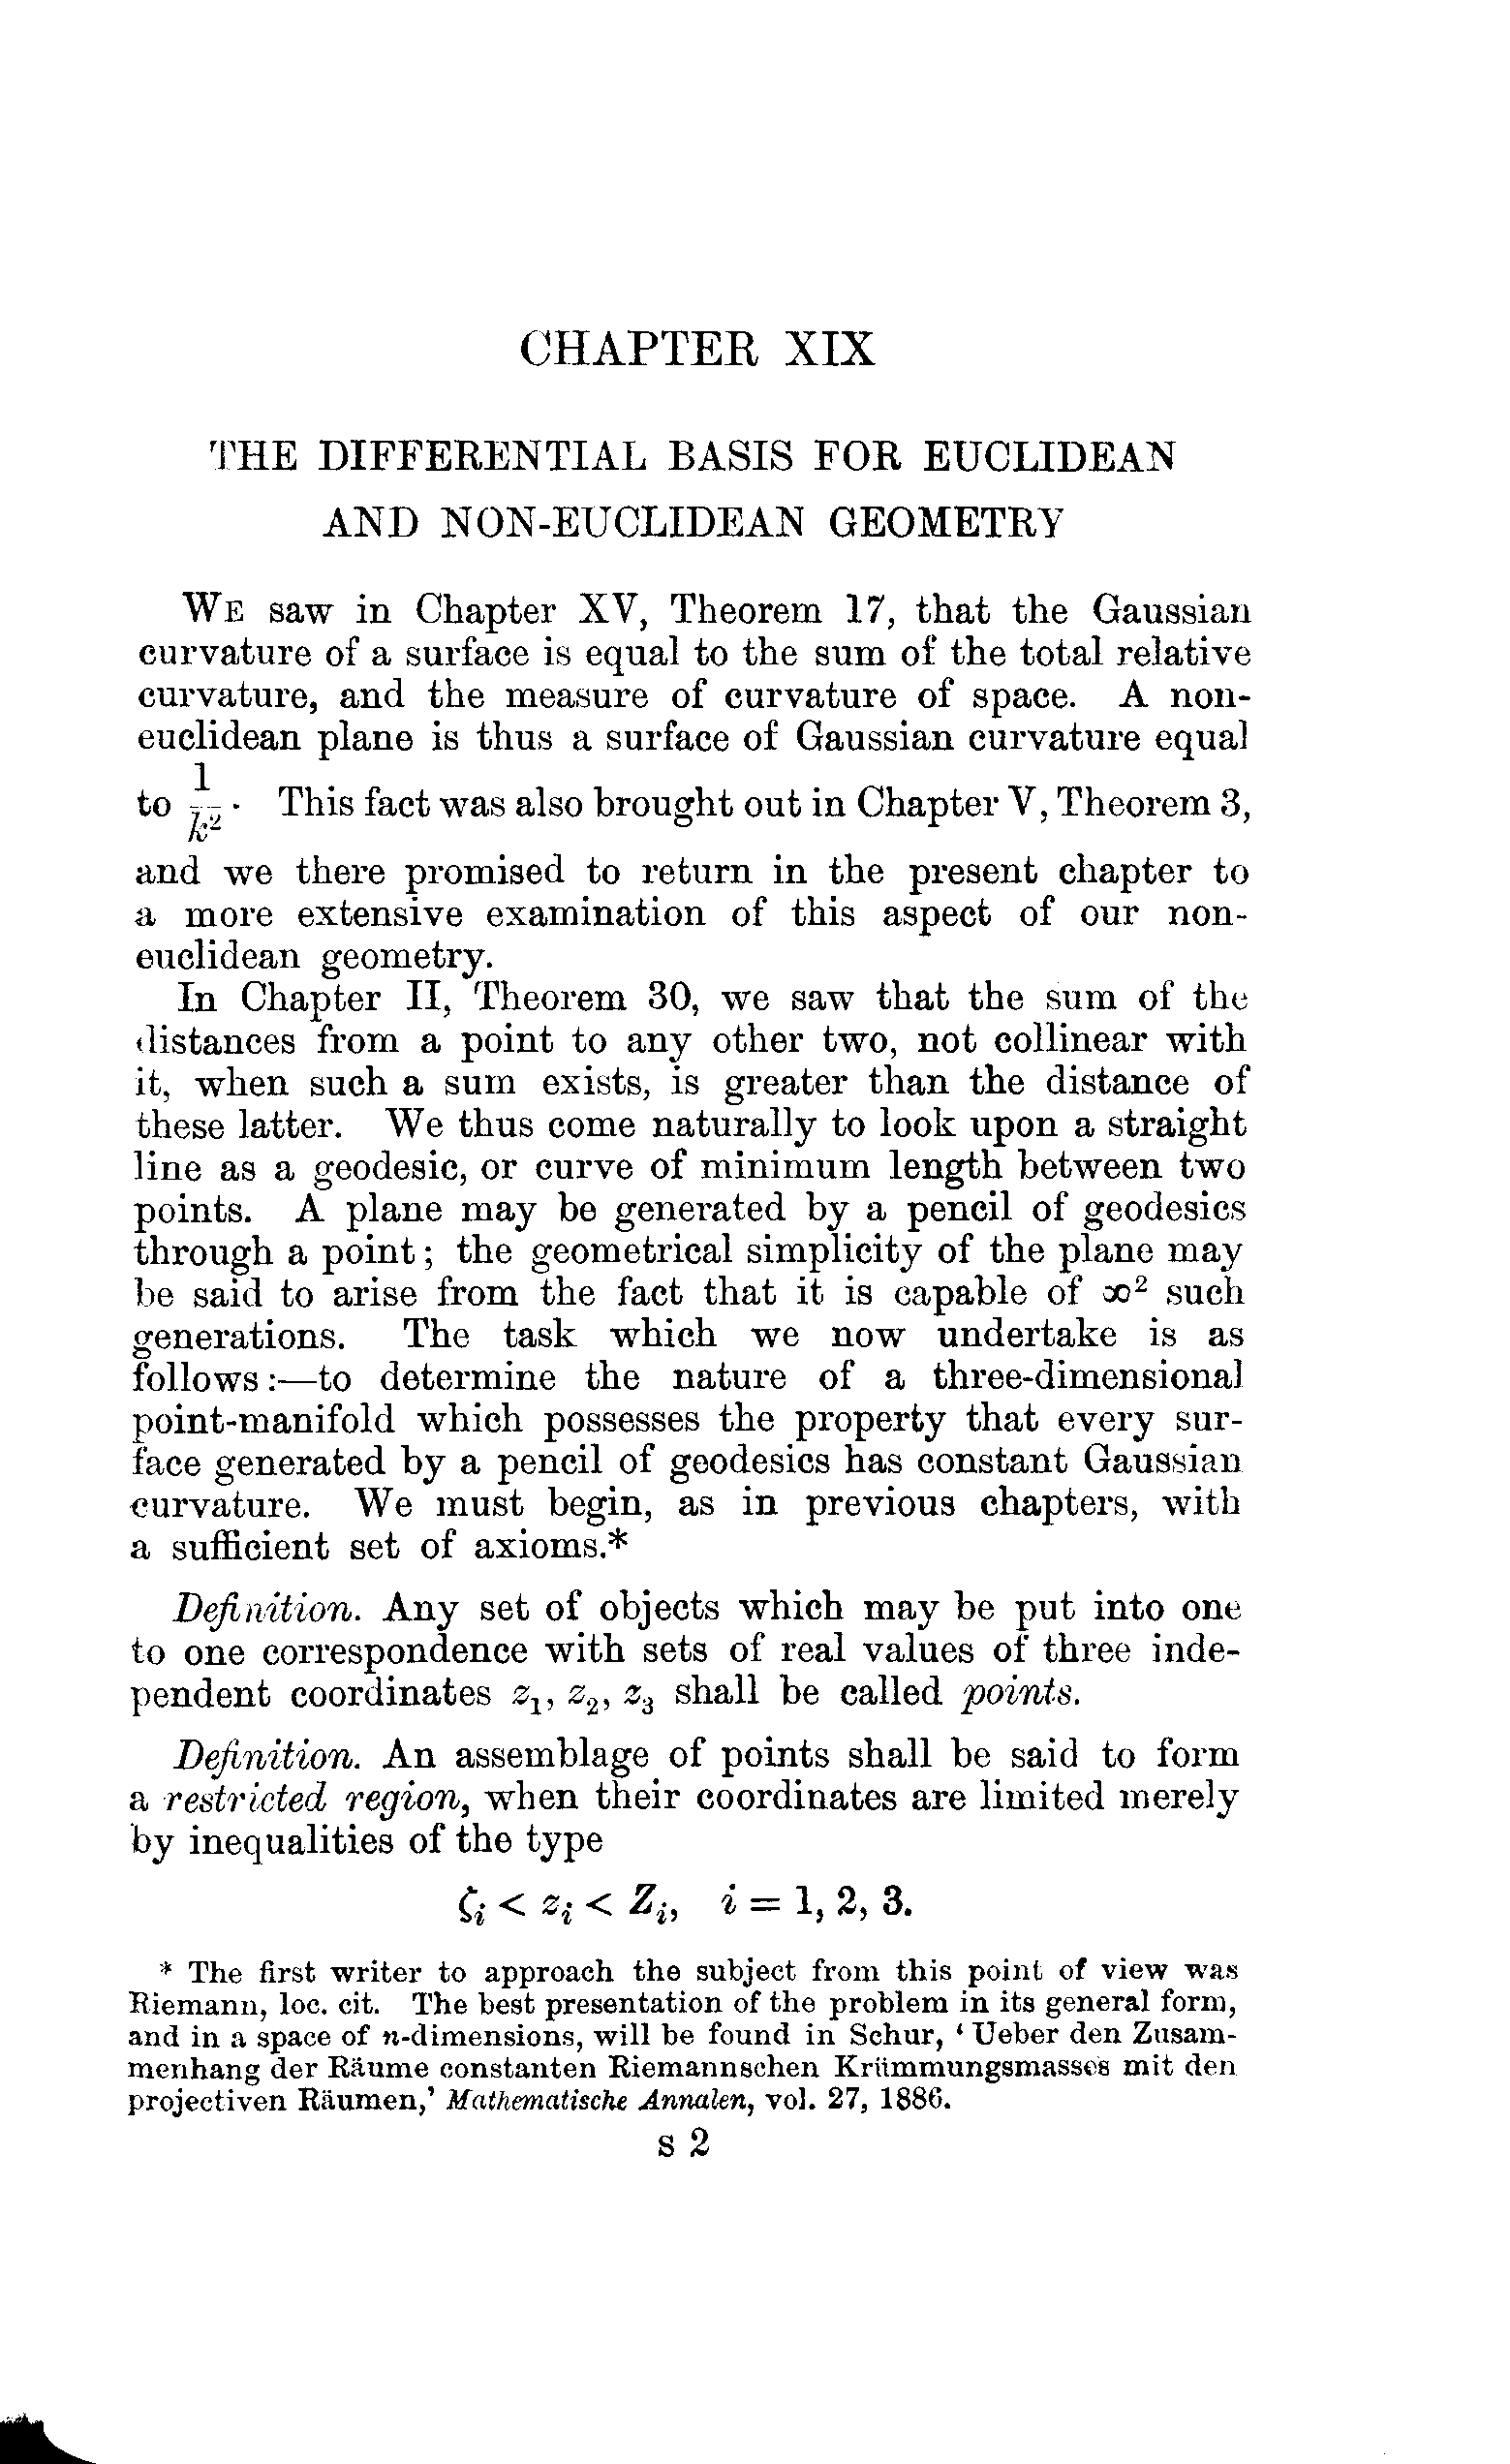 CHAPTER XIX
THE DIFFERENTIAL BASIS FOR EUCLIDEAN
AND NON-EUCLIDEAN GEOMETRY
WE saw in Chapter XV, Theorem 17, that the Gaussian
curvature of a surface is equal to the sum of the total relative
curvature, and the measure of curvature of space. A non-
euclidean plane is thus a surface of Gaussian curvature equal
to 1/k². This fact was also brought out in Chapter V, Theorem 3,
and we there promised to return in the present chapter to
a more extensive examination of this aspect of our non-
euclidean geometry.
In Chapter II, Theorem 30, we saw that the sum of the
distances from a point to any other two, not collinear with
it, when such a sum exists, is greater than the distance of
these latter. We thus come naturally to look upon a straight
line as a geodesic, or curve of minimum length between two
points. A plane may be generated by a pencil of geodesics
through a point; the geometrical simplicity of the plane may
be said to arise from the fact that it is capable of ∞² such
generations. The task which we now undertake is as
follows:—to determine the nature of a three-dimensional
point-manifold which possesses the property that every sur-
face generated by a pencil of geodesics has constant Gaussian
curvature. We must begin, as in previous chapters, with
a sufficient set of axioms.*
Definition. Any set of objects which may be put into one
to one correspondence with sets of real values of three inde-
pendent coordinates z₁, z₂, z₃ shall be called points.
Definition. An assemblage of points shall be said to form
a restricted region, when their coordinates are limited merely
by inequalities of the type
ζᵢ < zᵢ < Zᵢ, i = 1, 2, 3.
* The first writer to approach the subject from this point of view was
Riemann, loc. cit. The best presentation of the problem in its general form,
and in a space of n-dimensions, will be found in Schur, ‘Ueber den Zusam-
menhang der Räume constanten Riemannschen Krümmungsmasses mit den
projectiven Räumen,’ Mathematische Annalen, vol. 27, 1886.
S 2